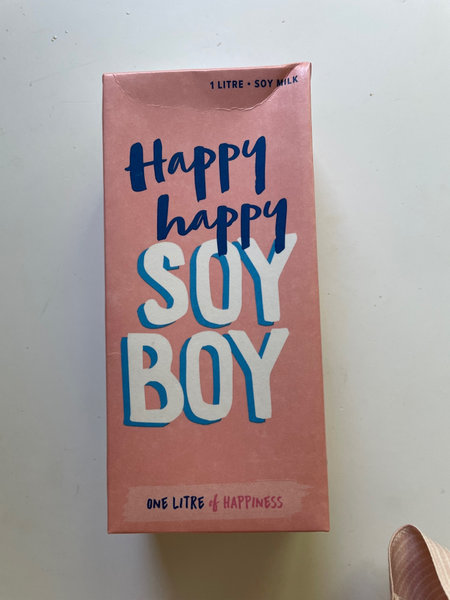 1 LITRE • SOY MILK
Happy
happy
SOY
BOY
ONE LITRE of HAPPINESS